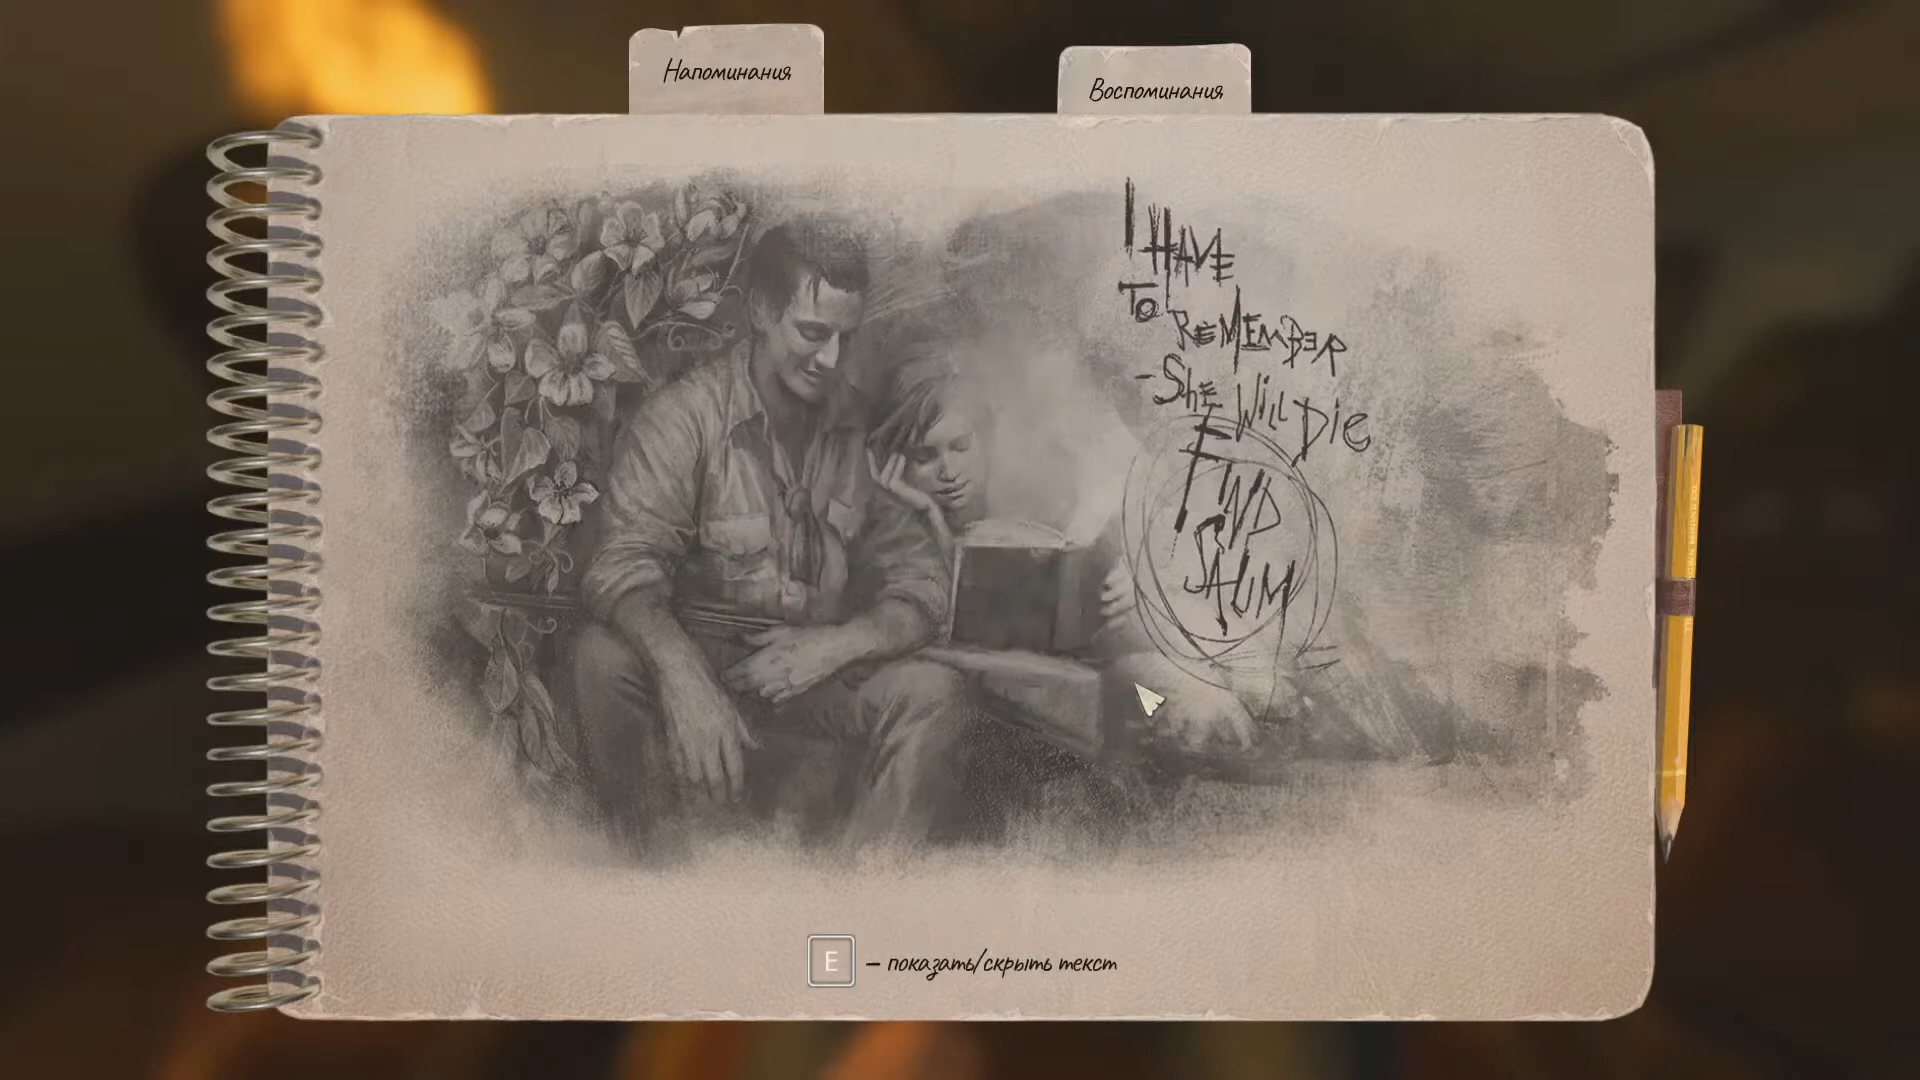 Напоминания
Воспоминания
I HAVE
TO
REMEMBER
- She Will Die
FIND
SAUM
E – показать/скрыть текст